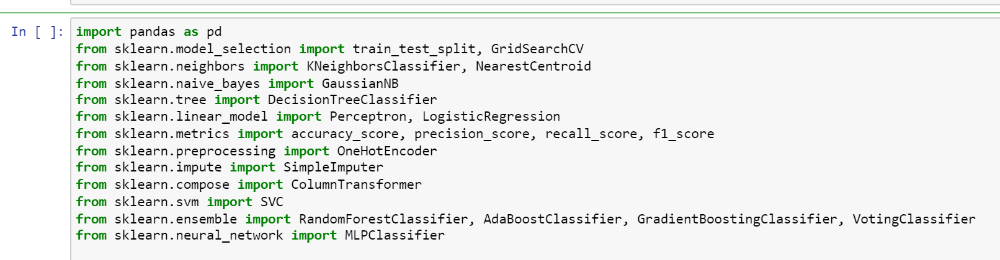 In [ ]:
import pandas as pd
from sklearn.model_selection import train_test_split, GridSearchCV
from sklearn.neighbors import KNeighborsClassifier, NearestCentroid
from sklearn.naive_bayes import GaussianNB
from sklearn.tree import DecisionTreeClassifier
from sklearn.linear_model import Perceptron, LogisticRegression
from sklearn.metrics import accuracy_score, precision_score, recall_score, f1_score
from sklearn.preprocessing import OneHotEncoder
from sklearn.impute import SimpleImputer
from sklearn.compose import ColumnTransformer
from sklearn.svm import SVC
from sklearn.ensemble import RandomForestClassifier, AdaBoostClassifier, GradientBoostingClassifier, VotingClassifier
from sklearn.neural_network import MLPClassifier